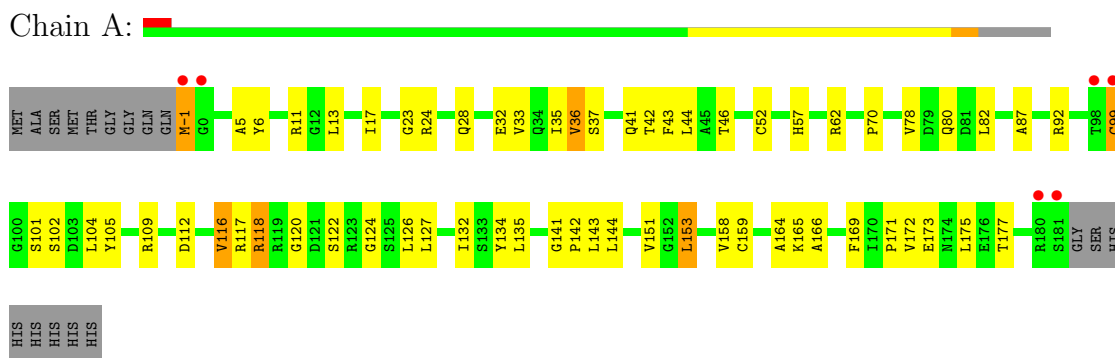 Chain A:
MET ALA SER MET THR GLY GLY GLN GLN M-1 G0 A5 Y6 R11 G12 L13 I17 G23 R24 Q28 E32 V33 Q34 I35 V36 S37 Q41 T42 F43 L44 A45 T46 C52 H57 R62 P70 V78 D79 Q80 D81 L82 A87 R92 T98 G99
G100 S101 S102 D103 L104 Y105 R109 D112 V116 R117 R118 R119 G120 D121 S122 R123 G124 S125 L126 L127 I132 S133 Y134 L135 G141 P142 L143 L144 V151 G152 L153 V158 C159 A164 K165 A166 F169 I170 P171 V172 E173 N174 L175 E176 T177 R180 S181 GLY SER HIS
HIS HIS HIS HIS HIS